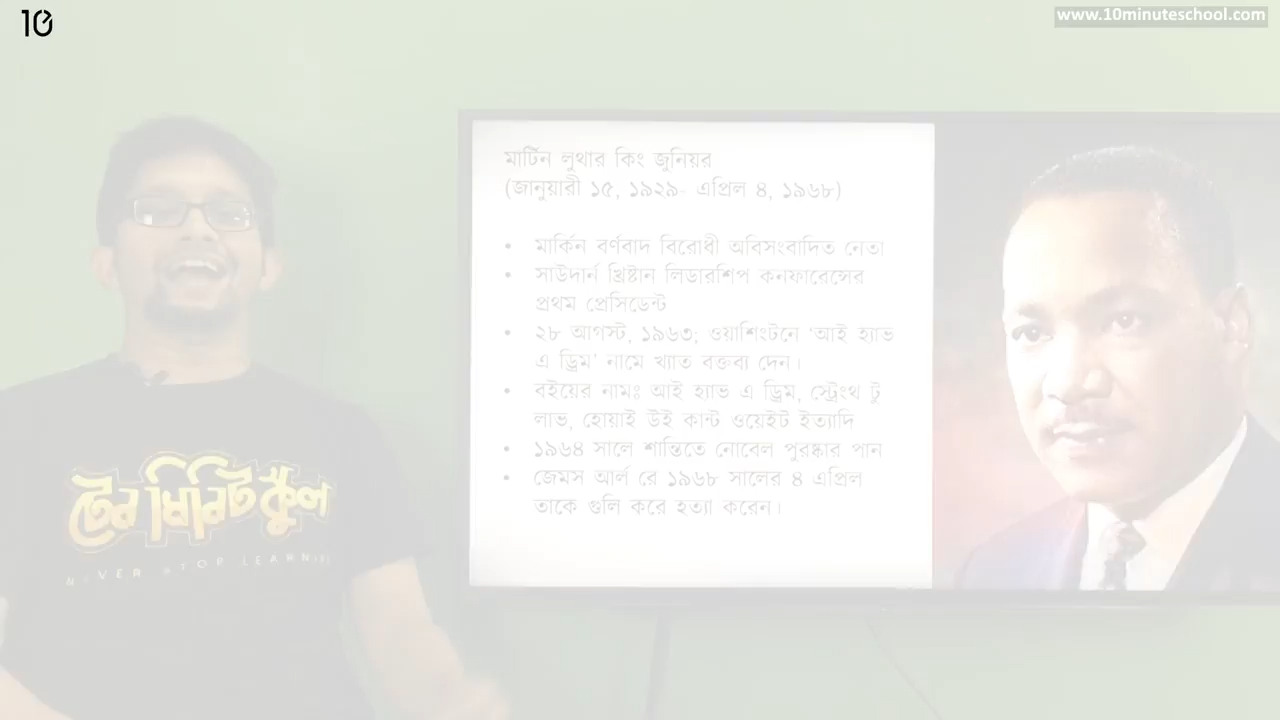 10
www.10minuteschool.com
মার্টিন লুথার কিং জুনিয়র
(জানুয়ারী ১৫, ১৯২৯- এপ্রিল ৪, ১৯৬৮)
• মার্কিন বর্ণবাদ বিরোধী অবিসংবাদিত নেতা
• সাউদার্ন খ্রিষ্টান লিডারশিপ কনফারেন্সের
প্রথম প্রেসিডেন্ট
• ২৮ আগস্ট, ১৯৬৩; ওয়াশিংটনে 'আই হ্যাভ
এ ড্রিম' নামে খ্যাত বক্তব্য দেন।
• বইয়ের নামঃ আই হ্যাভ এ ড্রিম, স্ট্রেংথ টু
লাভ, হোয়াই উই কান্ট ওয়েইট ইত্যাদি
• ১৯৬৪ সালে শান্তিতে নোবেল পুরষ্কার পান
• জেমস আর্ল রে ১৯৬৮ সালের ৪ এপ্রিল
তাকে গুলি করে হত্যা করেন।
টেন মিনিট স্কুল
NEVER STOP LEARNING